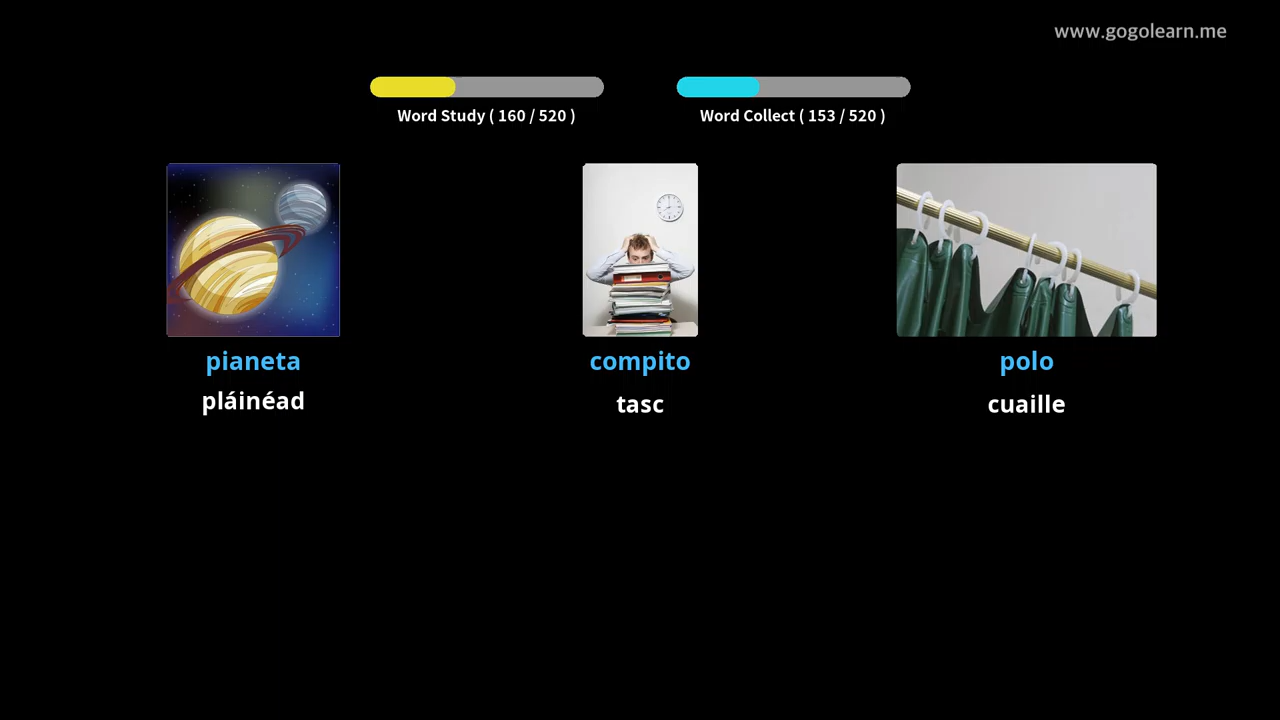 www.gogolearn.me
Word Study ( 160 / 520 )
Word Collect ( 153 / 520 )
pianeta
pláinéad
compito
tasc
polo
cuaille